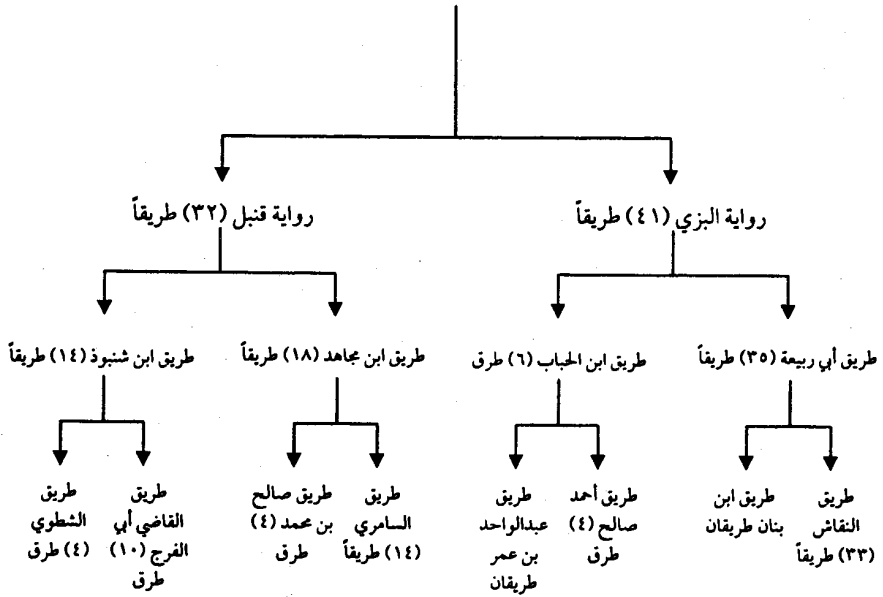 رواية البزي (٤١) طريقاً
رواية قنبل (٣٢) طريقاً
طريق أبي ربيعة (٣٥) طريقاً
طريق ابن الحباب (٦) طرق
طريق ابن مجاهد (١٨) طريقاً
طريق ابن شنبوذ (١٤) طريقاً
طريق
النقاش
(٣٣) طريقاً
طريق ابن
بنان طريقان
طريق أحمد
صالح (٤)
طرق
طريق
عبدالواحد
بن عمر
طريقان
طريق
السامري
(١٤) طريقاً
طريق صالح
بن محمد (٤)
طرق
طريق
القاضي أبي
الفرج (١٠)
طرق
طريق
الشطوي
(٤) طرق